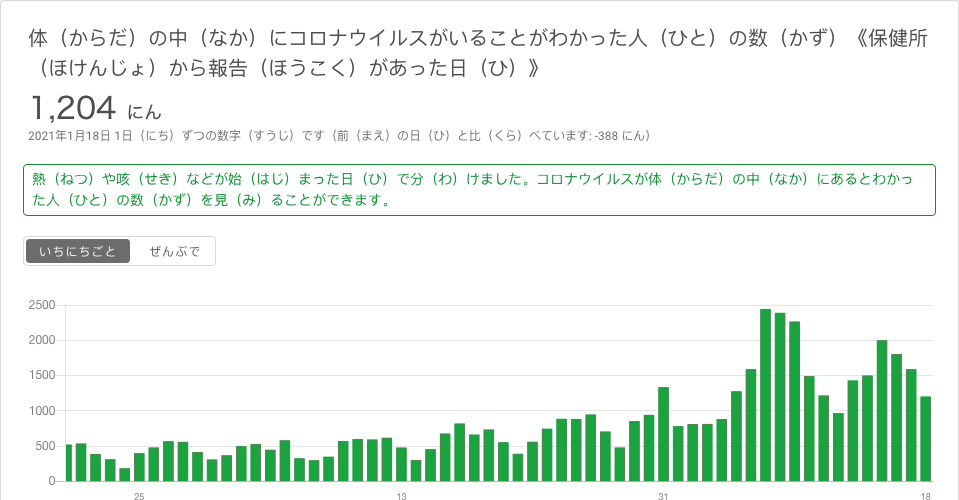 体（からだ）の中（なか）にコロナウイルスがいることがわかった人（ひと）の数（かず）《保健所
（ほけんじょ）から報告（ほうこく）があった日（ひ）》
1,204 にん
2021年1月18日 1日（にち）ずつの数字（すうじ）です（前（まえ）の日（ひ）と比（くら）べています: -388 にん）
熱（ねつ）や咳（せき）などが始（はじ）まった日（ひ）で分（わ）けました。コロナウイルスが体（からだ）の中（なか）にあるとわかっ
た人（ひと）の数（かず）を見（み）ることができます。
いちにちごと ぜんぶで
2500
2000
1500
1000
500
0
25 13 31 18